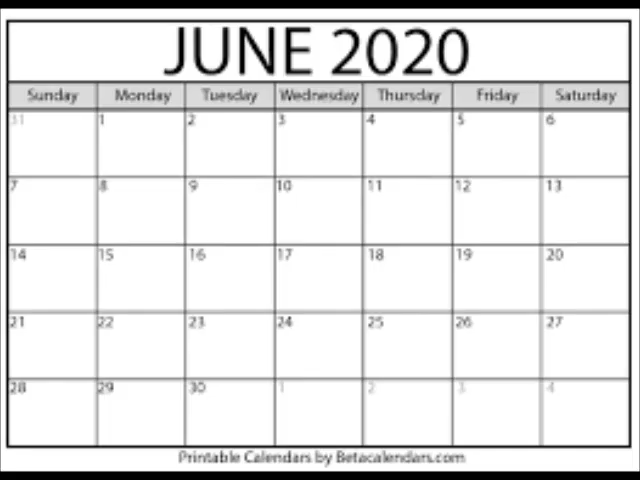 JUNE 2020
Sunday Monday Tuesday Wednesday Thursday Friday Saturday
31 1 2 3 4 5 6
7 8 9 10 11 12 13
14 15 16 17 18 19 20
21 22 23 24 25 26 27
28 29 30 1 2 3 4
Printable Calendars by Betacalendars.com